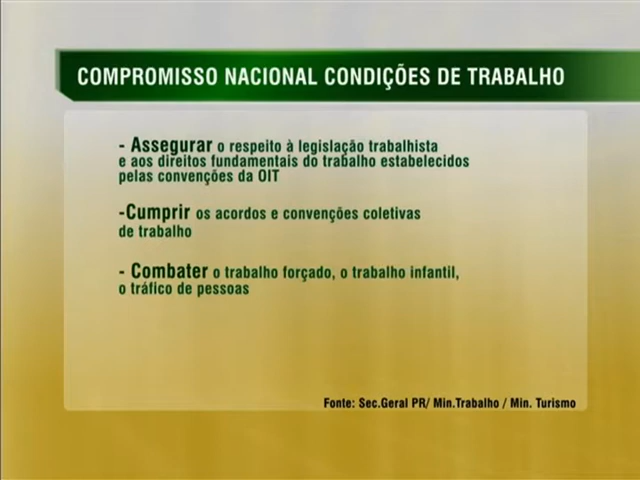 COMPROMISSO NACIONAL CONDIÇÕES DE TRABALHO
- Assegurar o respeito à legislação trabalhista
e aos direitos fundamentais do trabalho estabelecidos
pelas convenções da OIT
-Cumprir os acordos e convenções coletivas
de trabalho
- Combater o trabalho forçado, o trabalho infantil,
o tráfico de pessoas
Fonte: Sec.Geral PR/ Min.Trabalho / Min. Turismo